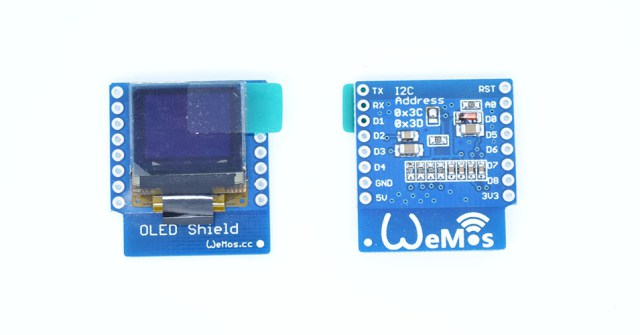 OLED Shield
WeMos.cc
TX
RX
D1
D2
D3
D4
GND
5V
I2C
Address
0x3C
0x3D
RST
A0
D0
D5
D6
D7
D8
3V3
WeMos